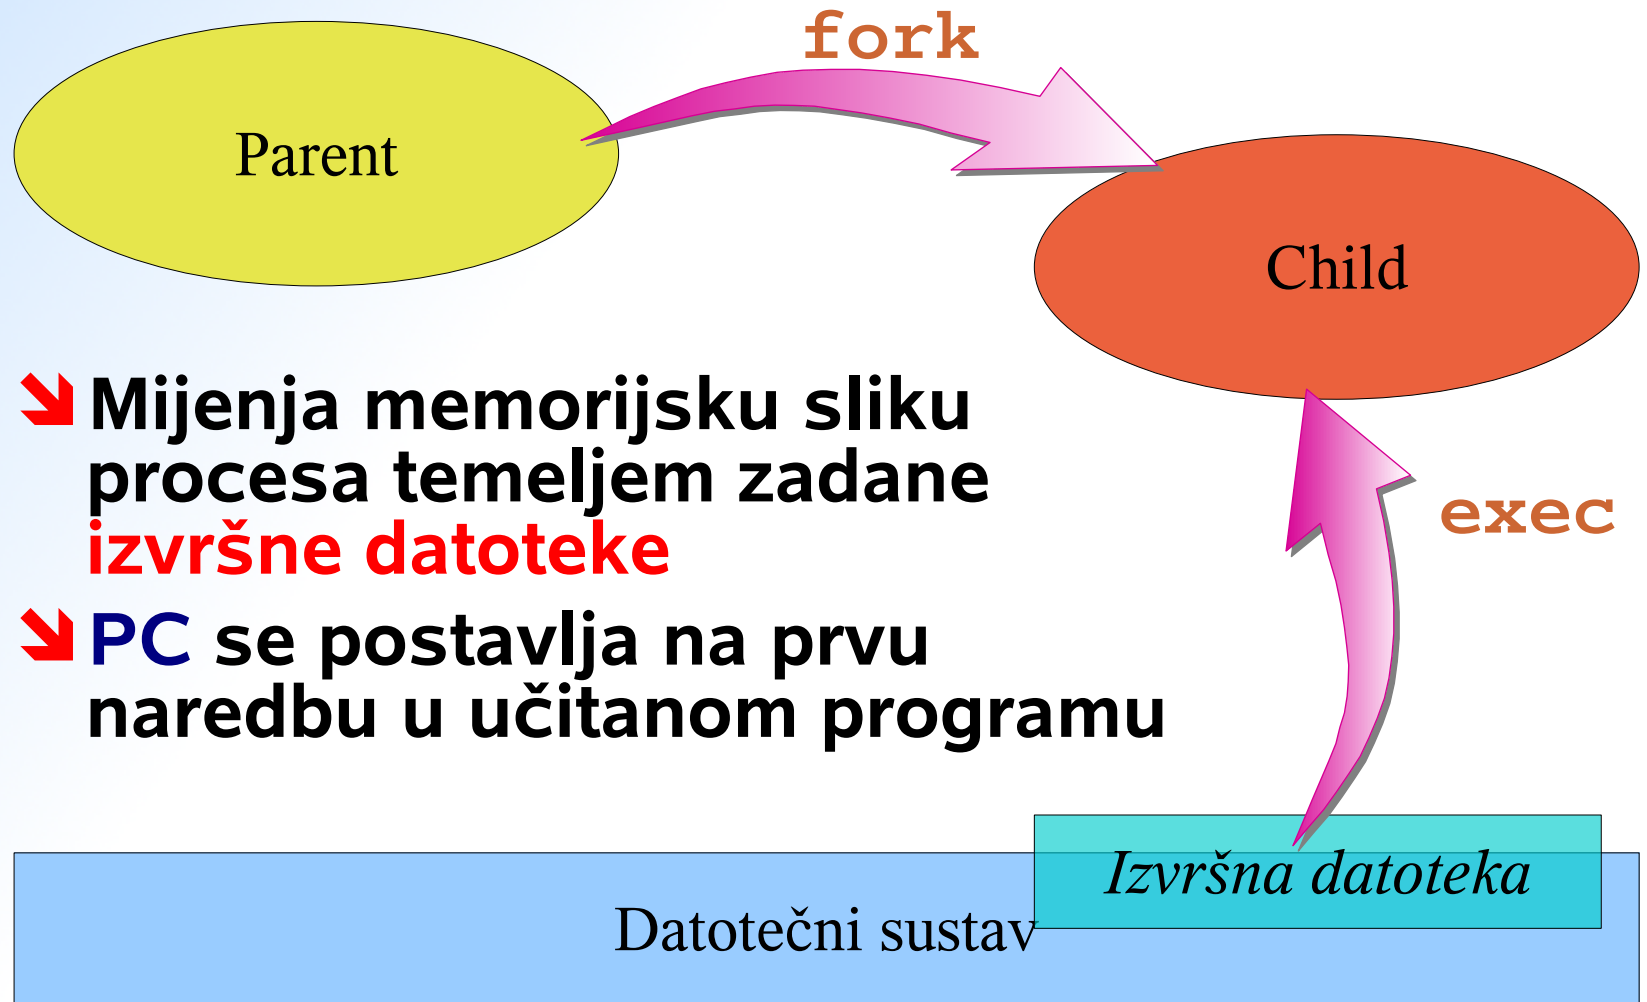 fork
Parent
Child
Mijenja memorijsku sliku
procesa temeljem zadane
izvršne datoteke
exec
PC se postavlja na prvu
naredbu u učitanom programu
Izvršna datoteka
Datotečni sustav